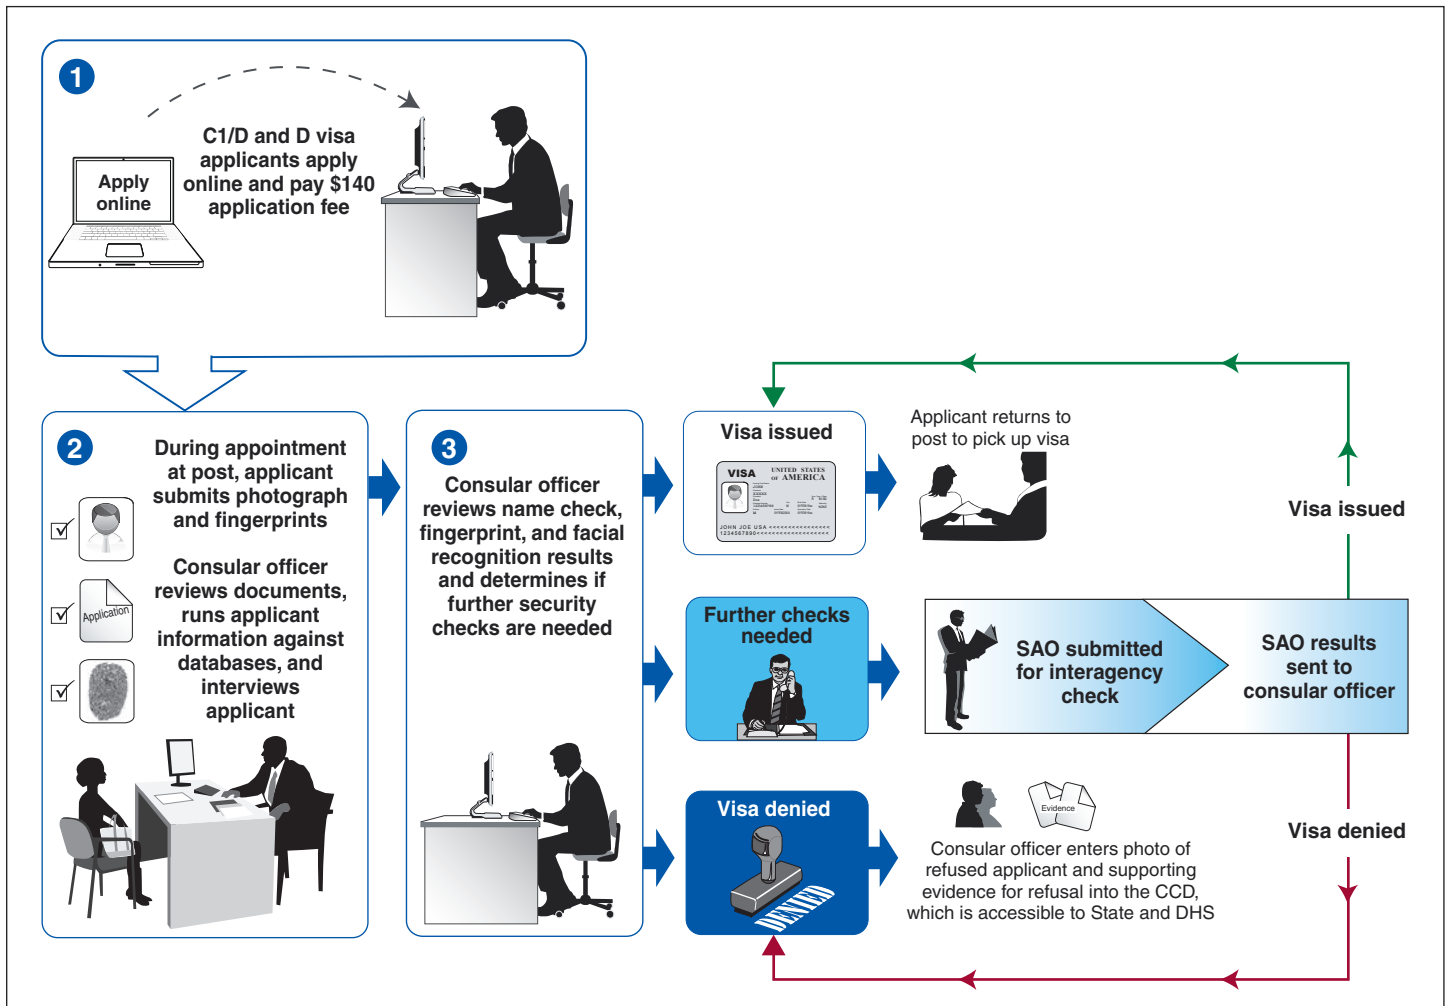 1
Apply
online
C1/D and D visa
applicants apply
online and pay $140
application fee
2
During appointment
at post, applicant
submits photograph
and fingerprints
Application
Consular officer
reviews documents,
runs applicant
information against
databases, and
interviews
applicant
3
Consular officer
reviews name check,
fingerprint, and facial
recognition results
and determines if
further security
checks are needed
Visa issued
VISA
UNITED STATES
OF AMERICA
JOHN JOE USA <<<<<<<<<<<<<<<<<
1234567890<<<<<<<<<<<<<<<<<<<<
Applicant returns to
post to pick up visa
Further checks
needed
SAO submitted
for interagency
check
SAO results
sent to
consular officer
Visa issued
Visa denied
Visa denied
DENIED
Evidence
Consular officer enters photo of
refused applicant and supporting
evidence for refusal into the CCD,
which is accessible to State and DHS